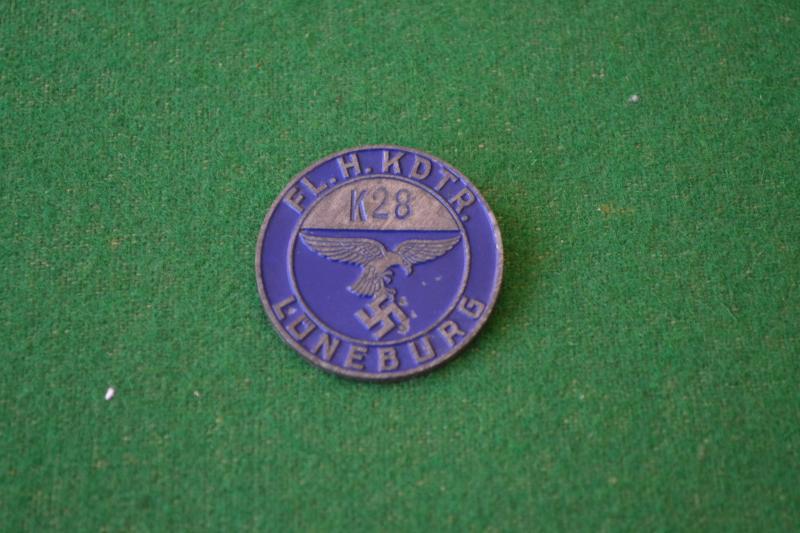 FL. H. KDTR.
K28
LÜNEBURG